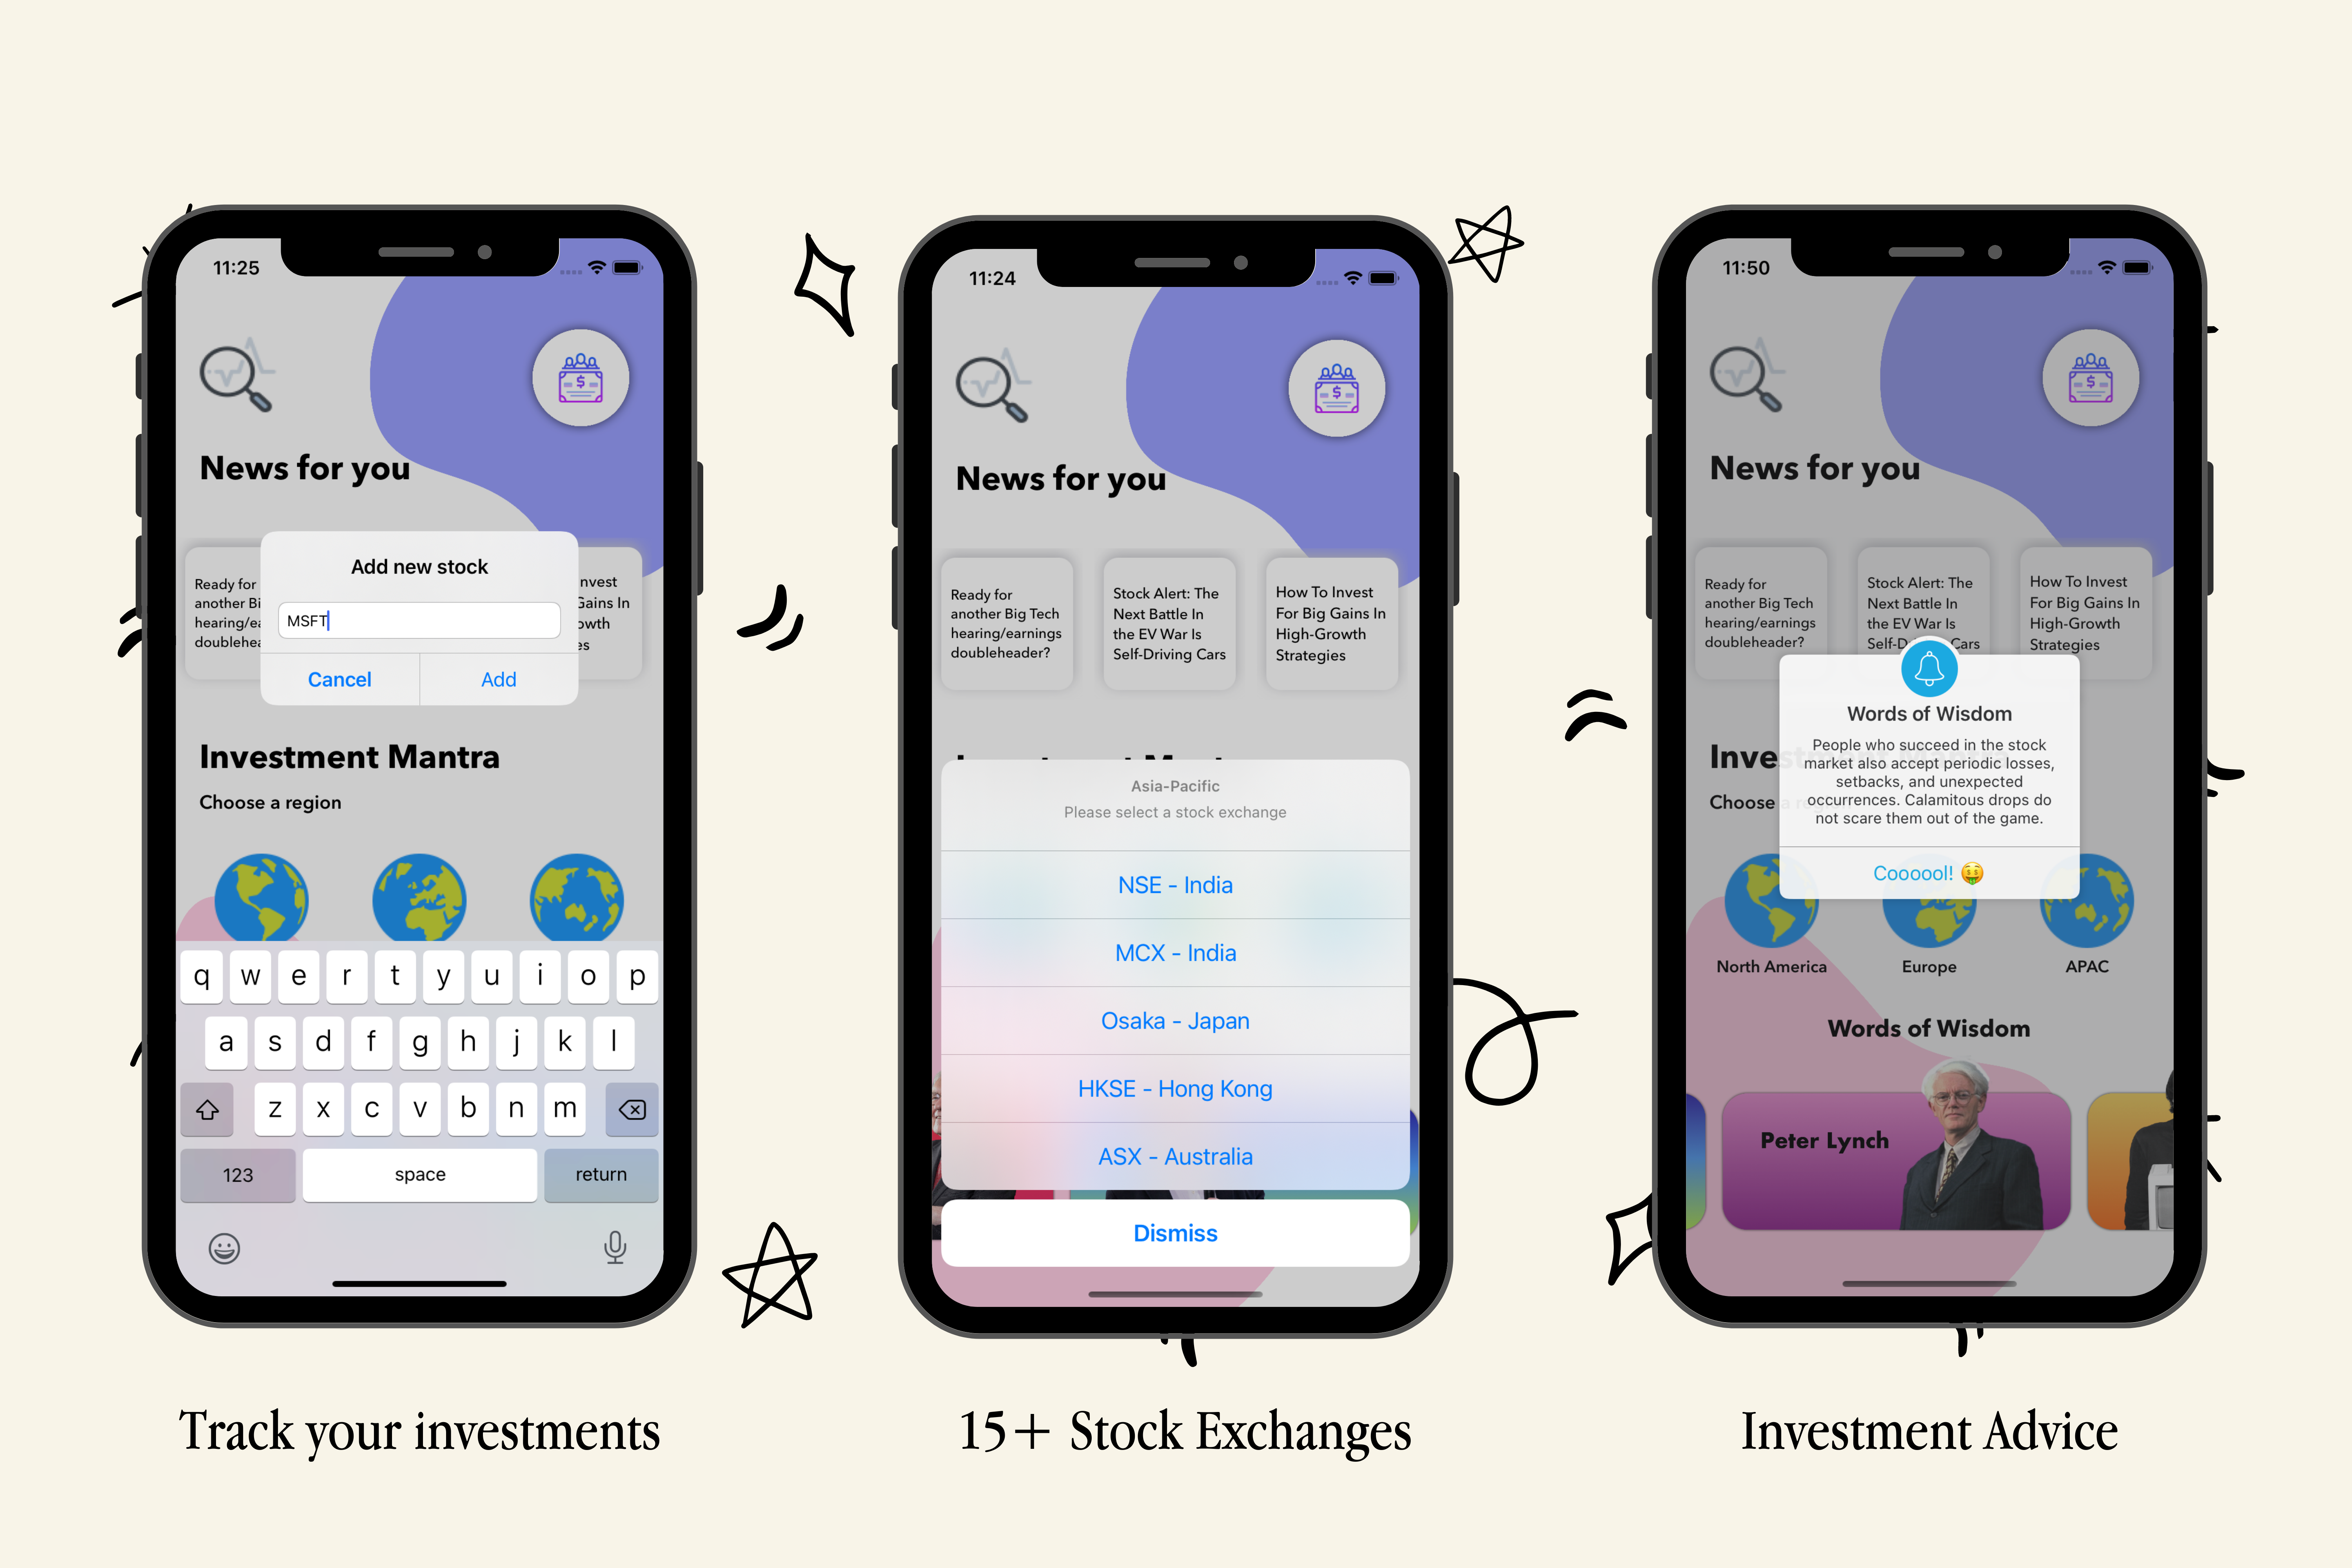 11:25
News for you
Add new stock
MSFT
Cancel
Add
Ready for
another Bi
hearing/ea
doublehea
nvest
Gains In
owth
es
Investment Mantra
Choose a region
q w e r t y u i o p
a s d f g h j k l
z x c v b n m
123
space
return
Track your investments
11:24
News for you
Ready for
another Big Tech
hearing/earnings
doubleheader?
Stock Alert: The
Next Battle In
the EV War Is
Self-Driving Cars
How To Invest
For Big Gains In
High-Growth
Strategies
Asia-Pacific
Please select a stock exchange
NSE - India
MCX - India
Osaka - Japan
HKSE - Hong Kong
ASX - Australia
Dismiss
15+ Stock Exchanges
11:50
News for you
Ready for
another Big Tech
hearing/earnings
doubleheader?
Stock Alert: The
Next Battle In
the EV War Is
Self-D Cars
How To Invest
For Big Gains In
High-Growth
Strategies
Words of Wisdom
People who succeed in the stock
market also accept periodic losses,
setbacks, and unexpected
occurrences. Calamitous drops do
not scare them out of the game.
Coooool! 🤑
Inve
Choose a
North America
Europe
APAC
Words of Wisdom
Peter Lynch
Investment Advice